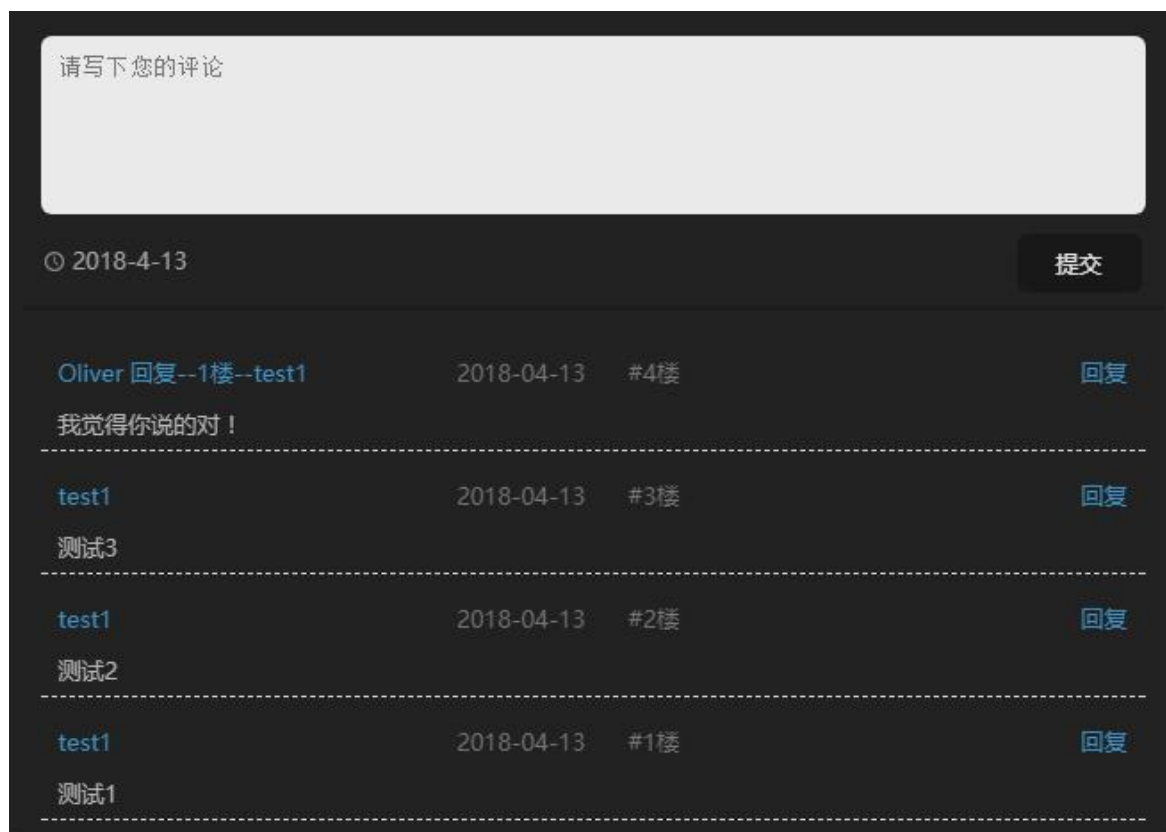 请写下您的评论
2018-4-13 提交
Oliver 回复--1楼--test1 2018-04-13 #4楼 回复
我觉得你说的对！
test1 2018-04-13 #3楼 回复
测试3
test1 2018-04-13 #2楼 回复
测试2
test1 2018-04-13 #1楼 回复
测试1